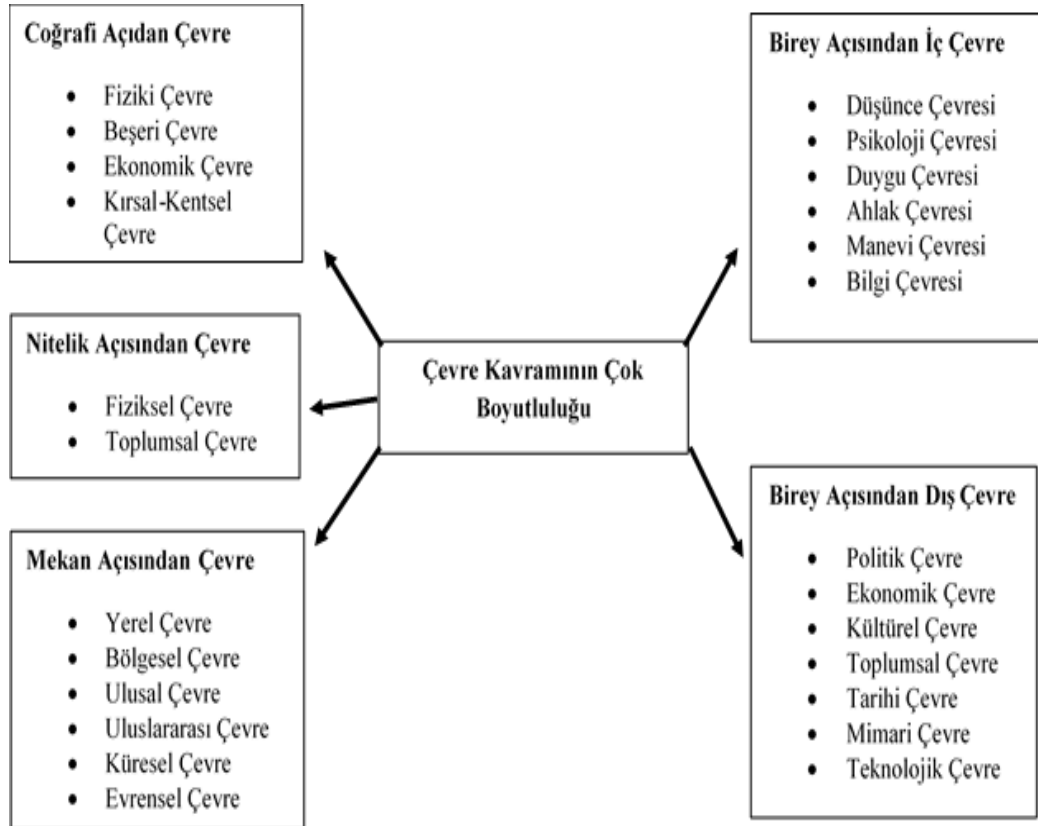 Coğrafi Açıdan Çevre
• Fiziki Çevre
• Beşeri Çevre
• Ekonomik Çevre
• Kırsal-Kentsel
Çevre
Nitelik Açısından Çevre
• Fiziksel Çevre
• Toplumsal Çevre
Mekan Açısından Çevre
• Yerel Çevre
• Bölgesel Çevre
• Ulusal Çevre
• Uluslararası Çevre
• Küresel Çevre
• Evrensel Çevre
Çevre Kavramının Çok
Boyutluluğu
Birey Açısından İç Çevre
• Düşünce Çevresi
• Psikoloji Çevresi
• Duygu Çevresi
• Ahlak Çevresi
• Manevi Çevresi
• Bilgi Çevresi
Birey Açısından Dış Çevre
• Politik Çevre
• Ekonomik Çevre
• Kültürel Çevre
• Toplumsal Çevre
• Tarihi Çevre
• Mimari Çevre
• Teknolojik Çevre